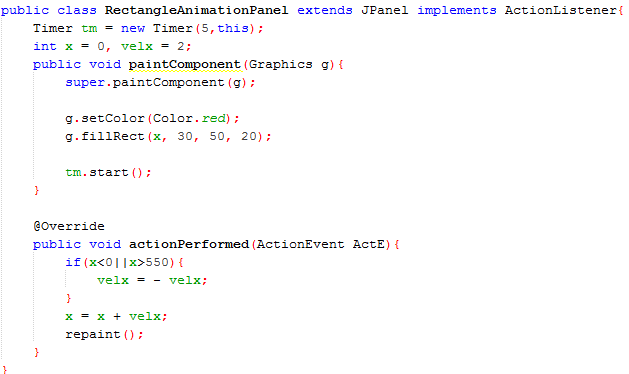 public class RectangleAnimationPanel extends JPanel implements ActionListener{
    Timer tm = new Timer(5,this);
    int x = 0, velx = 2;
    public void paintComponent(Graphics g){
        super.paintComponent(g);

        g.setColor(Color.red);
        g.fillRect(x, 30, 50, 20);

        tm.start();
    }

    @Override
    public void actionPerformed(ActionEvent ActE){
        if(x<0||x>550){
            velx = - velx;
        }
        x = x + velx;
        repaint();
    }
}